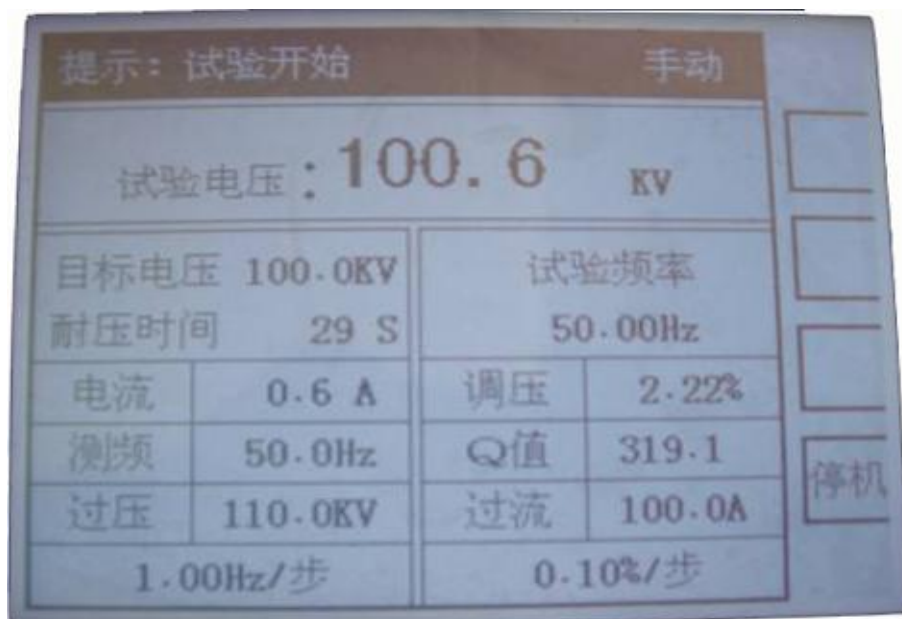 提示：试验开始 手动
试验电压：100.6 KV
目标电压 100.0KV
耐压时间 29 S
试验频率
50.00Hz
电流 0.6 A 调压 2.22%
测频 50.0Hz Q值 319.1
过压 110.0KV 过流 100.0A
停机
1.00Hz/步 0.10%/步